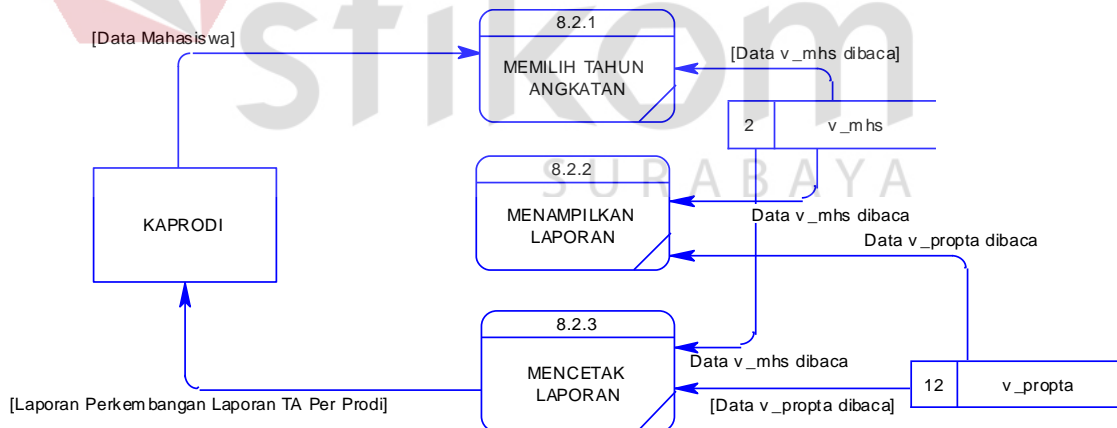 stikom
SURABAYA
[Data Mahasiswa]
8.2.1
MEMILIH TAHUN
ANGKATAN
[Data v_mhs dibaca]
2
v_mhs
8.2.2
MENAMPILKAN
LAPORAN
Data v_mhs dibaca
KAPRODI
Data v_propta dibaca
8.2.3
MENCETAK
LAPORAN
Data v_mhs dibaca
12
v_propta
[Laporan Perkembangan Laporan TA Per Prodi]
[Data v_propta dibaca]